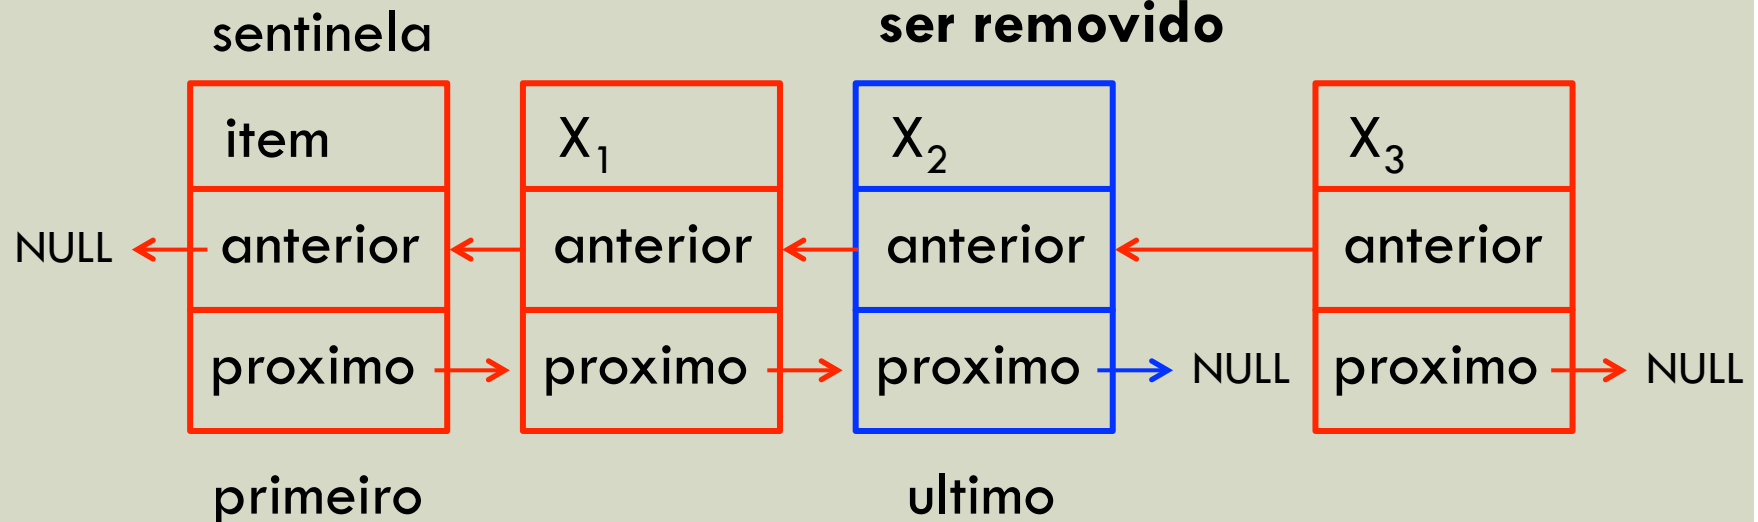 sentinela ser removido
item X₁ X₂ X₃
NULL anterior anterior anterior anterior
proximo proximo proximo NULL proximo NULL
primeiro ultimo